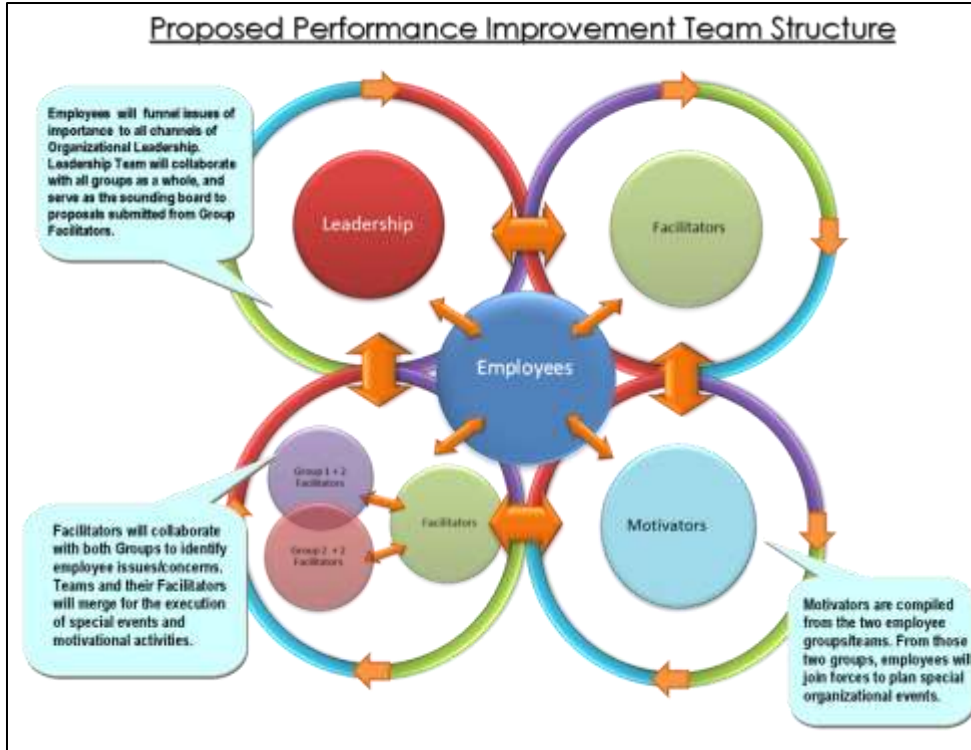 Proposed Performance Improvement Team Structure
Employees will funnel issues of
importance to all channels of
Organizational Leadership.
Leadership Team will collaborate
with all groups as a whole, and
serve as the sounding board to
proposals submitted from Group
Facilitators.
Leadership
Facilitators
Employees
Group 1 + 2
Facilitators
Group 2 + 2
Facilitators
Facilitators
Motivators
Facilitators will collaborate
with both Groups to identify
employee issues/concerns.
Teams and their Facilitators
will merge for the execution
of special events and
motivational activities.
Motivators are compiled
from the two employee
groups/teams. From those
two groups, employees will
join forces to plan special
organizational events.